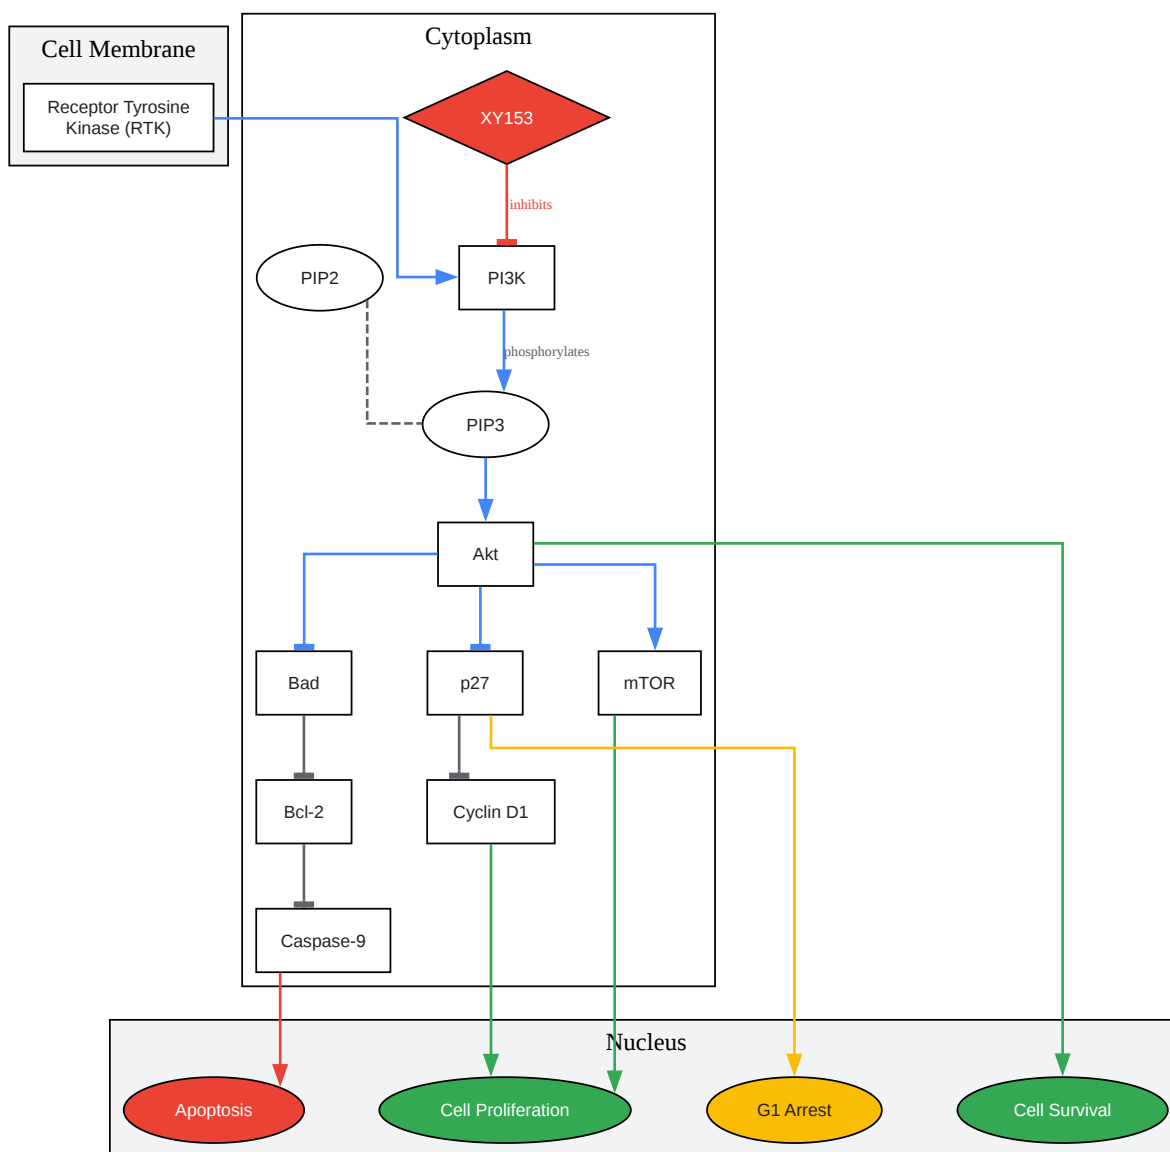 Cell Membrane
Receptor Tyrosine
Kinase (RTK)
Cytoplasm
XY153
inhibits
PIP2
PI3K
phosphorylates
PIP3
Akt
Bad
p27
mTOR
Bcl-2
Cyclin D1
Caspase-9
Nucleus
Apoptosis
Cell Proliferation
G1 Arrest
Cell Survival